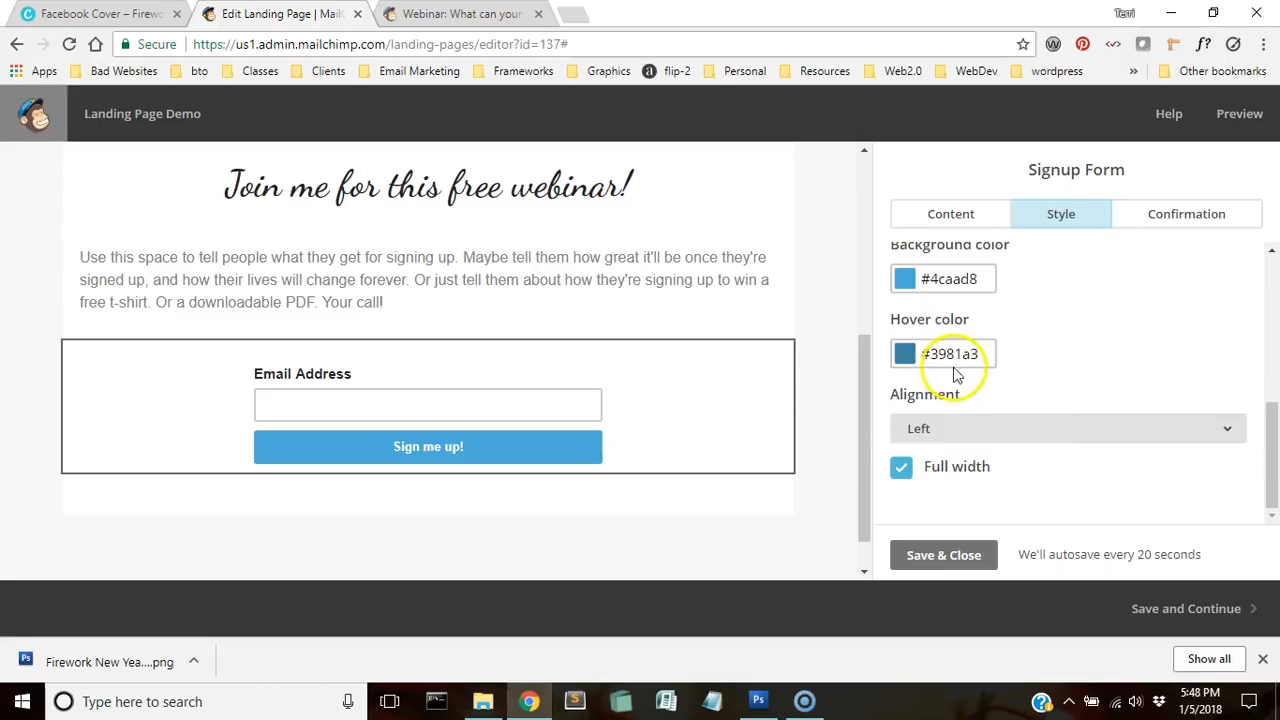 Facebook Cover – Firewo
Edit Landing Page | MailC
Webinar: What can your
Terri
Secure
https://us1.admin.mailchimp.com/landing-pages/editor?id=137#
Apps
Bad Websites
bto
Classes
Clients
Email Marketing
Frameworks
Graphics
flip-2
Personal
Resources
Web2.0
WebDev
wordpress
»
Other bookmarks
Landing Page Demo
Help
Preview
Join me for this free webinar!
Use this space to tell people what they get for signing up. Maybe tell them how great it'll be once they're
signed up, and how their lives will change forever. Or just tell them about how they're signing up to win a
free t-shirt. Or a downloadable PDF. Your call!
Email Address
Sign me up!
Signup Form
Content
Style
Confirmation
Background color
#4caad8
Hover color
#3981a3
Alignment
Left
Full width
Save & Close
We'll autosave every 20 seconds
Save and Continue
Firework New Yea....png
Show all
Type here to search
5:48 PM
1/5/2018